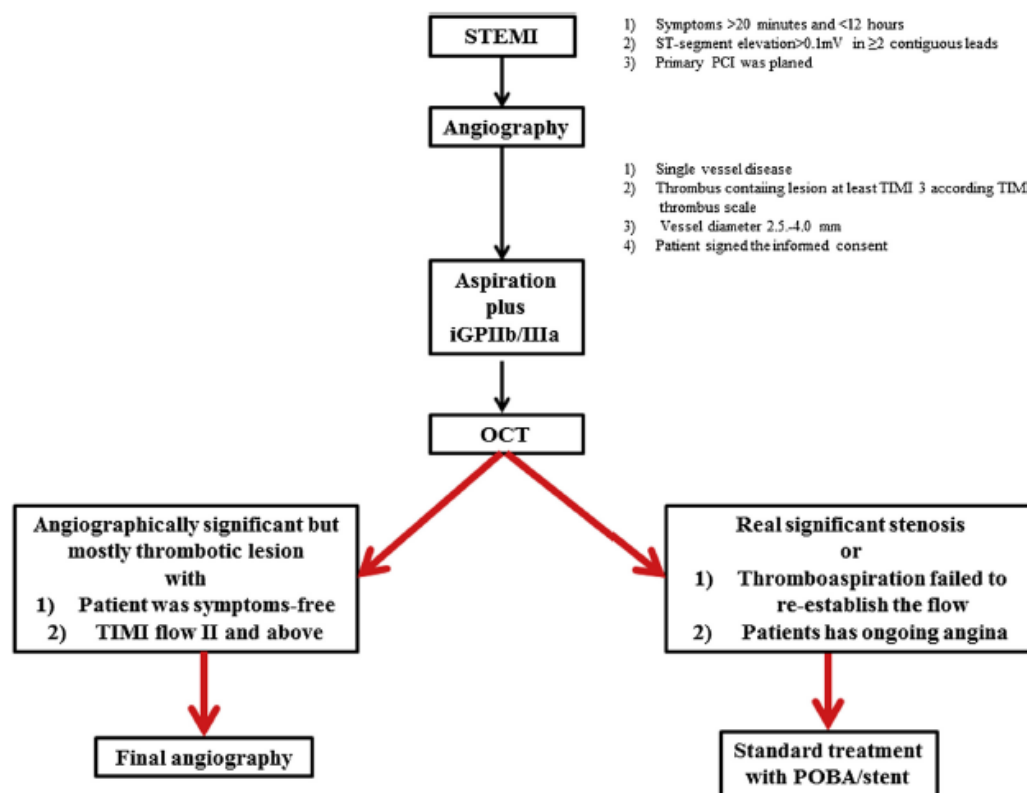 STEMI
1) Symptoms >20 minutes and <12 hours
2) ST-segment elevation>0.1mV in ≥2 contiguous leads
3) Primary PCI was planed
Angiography
1) Single vessel disease
2) Thrombus containg lesion at least TIMI 3 according TIMI
thrombus scale
3) Vessel diameter 2.5.-4.0 mm
4) Patient signed the informed consent
Aspiration
plus
iGPIIb/IIIa
OCT
Angiographically significant but
mostly thrombotic lesion
with
1) Patient was symptoms-free
2) TIMI flow II and above
Real significant stenosis
or
1) Thromboaspiration failed to
re-establish the flow
2) Patients has ongoing angina
Final angiography
Standard treatment
with POBA/stent